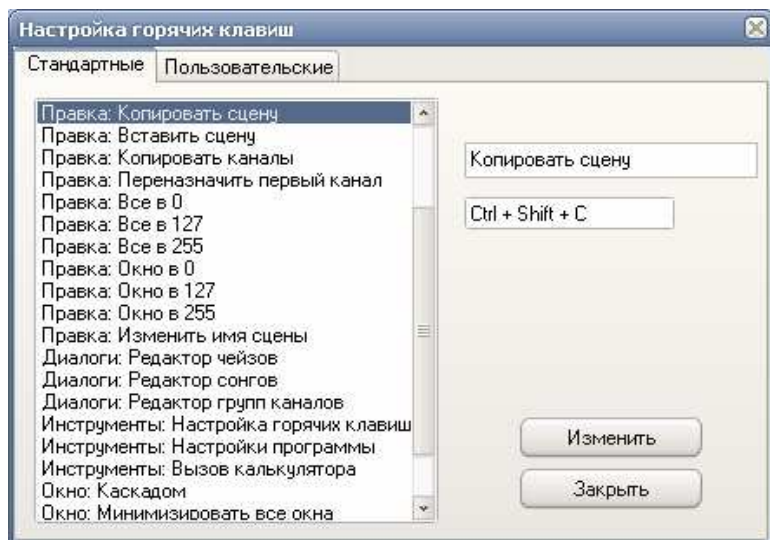 Настройка горячих клавиш
Стандартные
Пользовательские
Правка: Копировать сцену
Правка: Вставить сцену
Правка: Копировать каналы
Правка: Переназначить первый канал
Правка: Все в 0
Правка: Все в 127
Правка: Все в 255
Правка: Окно в 0
Правка: Окно в 127
Правка: Окно в 255
Правка: Изменить имя сцены
Диалоги: Редактор чейзов
Диалоги: Редактор сонгов
Диалоги: Редактор групп каналов
Инструменты: Настройка горячих клавиш
Инструменты: Настройки программы
Инструменты: Вызов калькулятора
Окно: Каскадом
Окно: Минимизировать все окна
Копировать сцену
Ctrl + Shift + C
Изменить
Закрыть